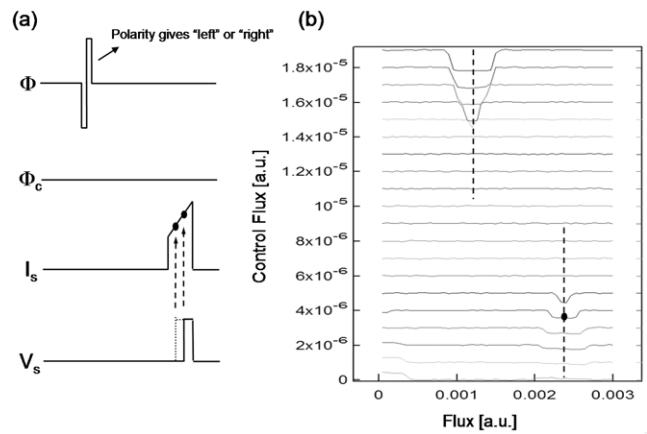 (a)
Polarity gives “left” or “right”
Φ
Φc
Is
Vs
(b)
Control Flux [a.u.]
1.8x10⁻⁵
1.6x10⁻⁵
1.4x10⁻⁵
1.2x10⁻⁵
10⁻⁵
8x10⁻⁶
6x10⁻⁶
4x10⁻⁶
2x10⁻⁶
0
0 0.001 0.002 0.003
Flux [a.u.]